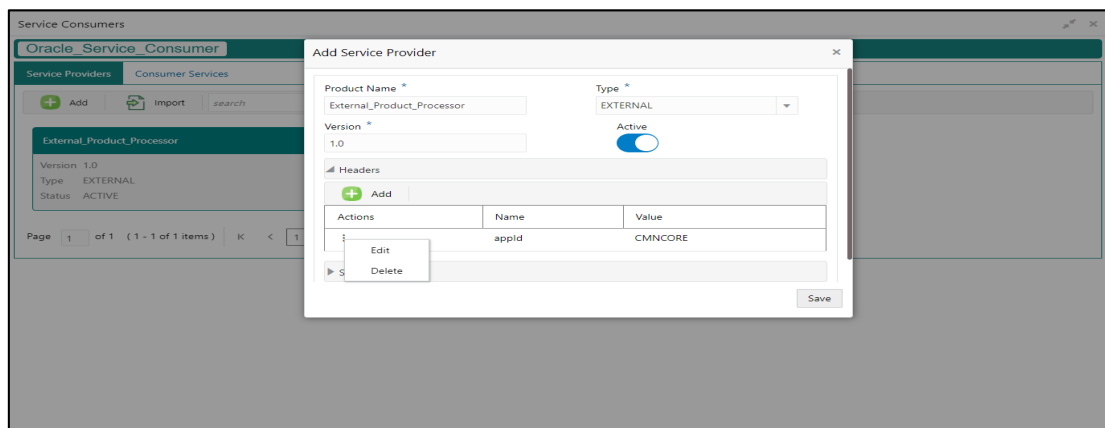 Service Consumers
Oracle_Service_Consumer
Service Providers Consumer Services
Add Import search
External_Product_Processor
Version 1.0
Type EXTERNAL
Status ACTIVE
Page 1 of 1 (1 - 1 of 1 items) K < 1
Add Service Provider
Product Name * Type *
External_Product_Processor EXTERNAL
Version * Active
1.0
Headers
Add
Actions Name Value
appId CMNCORE
Edit
Delete
Save